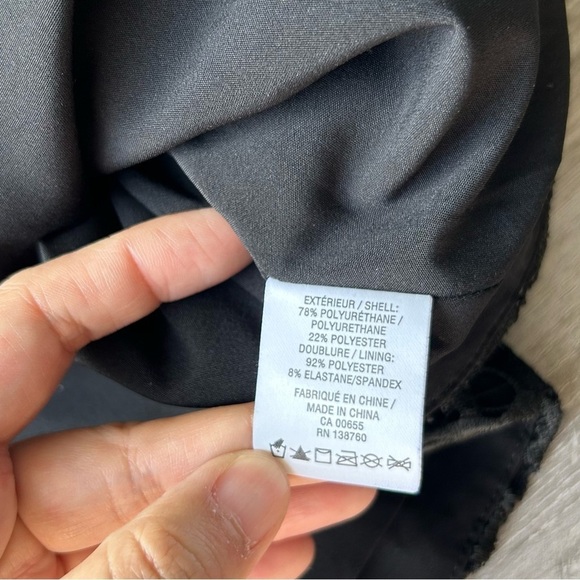 EXTÉRIEUR / SHELL:
78% POLYURÉTHANE /
POLYURETHANE
22% POLYESTER
DOUBLURE / LINING:
92% POLYESTER
8% ELASTANE/SPANDEX
FABRIQUÉ EN CHINE /
MADE IN CHINA
CA 00655
RN 138760